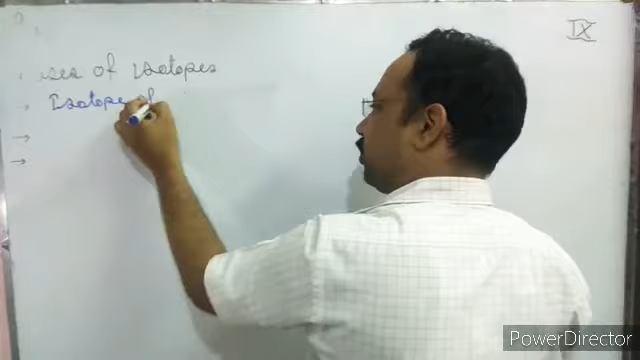 IX
uses of Isotopes
Isotope of
→
→
PowerDirector